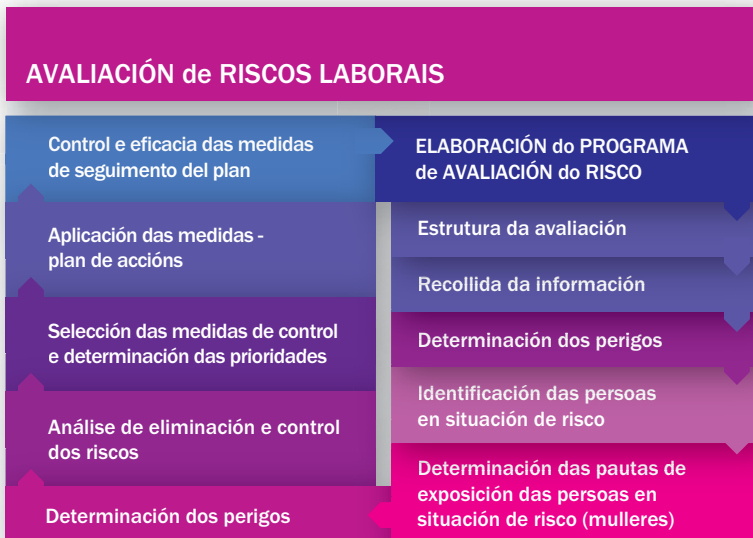 AVALIACIÓN de RISCOS LABORAIS
Control e eficacia das medidas
de seguimento del plan
Aplicación das medidas -
plan de accións
Selección das medidas de control
e determinación das prioridades
Análise de eliminación e control
dos riscos
Determinación dos perigos
ELABORACIÓN do PROGRAMA
de AVALIACIÓN do RISCO
Estrutura da avaliación
Recollida da información
Determinación dos perigos
Identificación das persoas
en situación de risco
Determinación das pautas de
exposición das persoas en
situación de risco (mulleres)